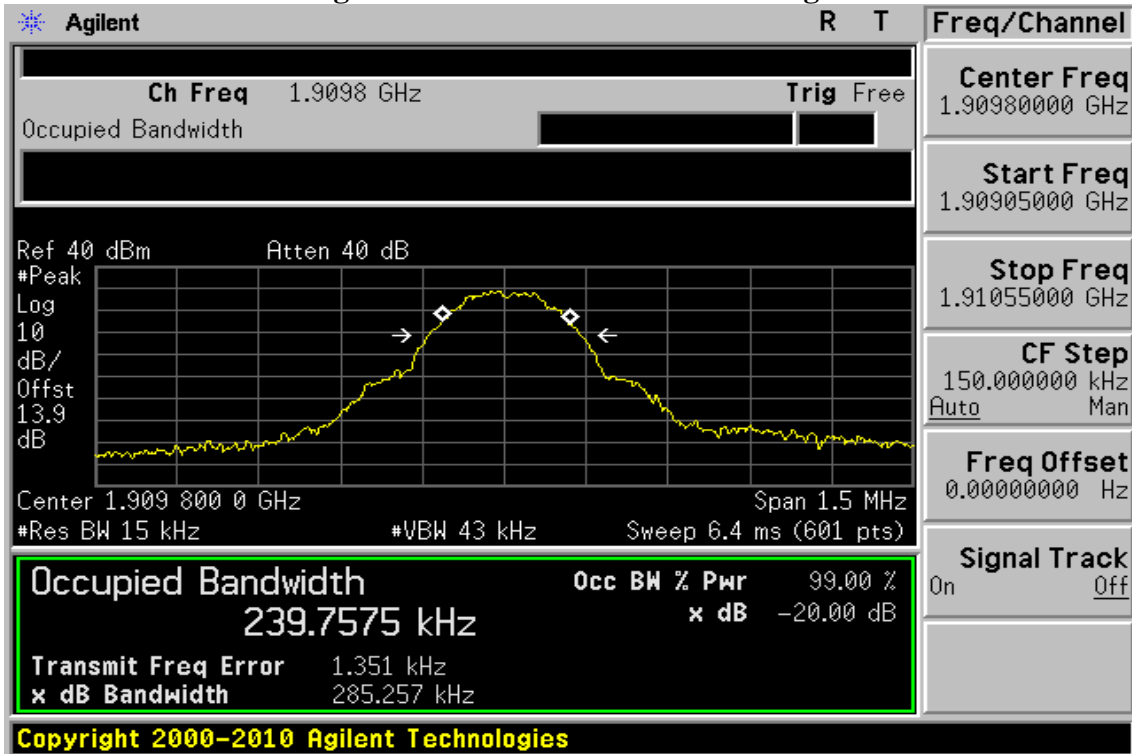 Agilent R T
Ch Freq 1.9098 GHz Trig Free
Occupied Bandwidth
Ref 40 dBm Atten 40 dB
#Peak
Log
10
dB/
Offst
13.9
dB
Center 1.909 800 0 GHz Span 1.5 MHz
#Res BW 15 kHz #VBW 43 kHz Sweep 6.4 ms (601 pts)
Occupied Bandwidth
239.7575 kHz
Occ BW % Pwr 99.00 %
x dB -20.00 dB
Transmit Freq Error 1.351 kHz
x dB Bandwidth 285.257 kHz
Copyright 2000-2010 Agilent Technologies
Freq/Channel
Center Freq
1.90980000 GHz
Start Freq
1.90905000 GHz
Stop Freq
1.91055000 GHz
CF Step
150.000000 kHz
Auto Man
Freq Offset
0.00000000 Hz
Signal Track
On Off